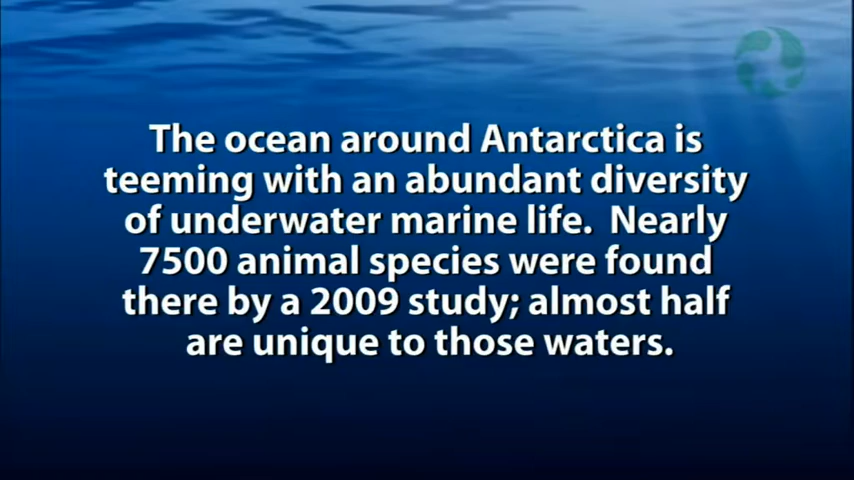 The ocean around Antarctica is
teeming with an abundant diversity
of underwater marine life.  Nearly
7500 animal species were found
there by a 2009 study; almost half
are unique to those waters.